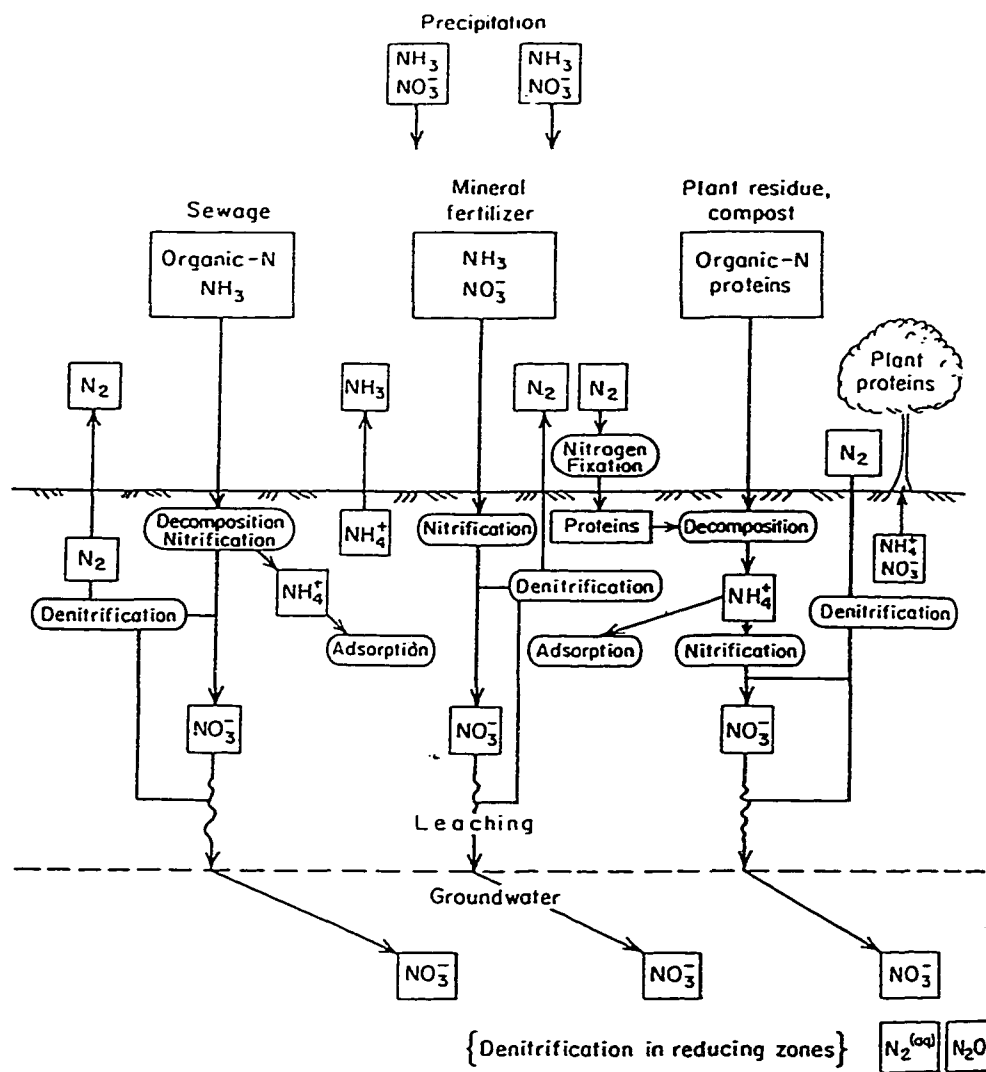 Precipitation
NH₃
NO₃⁻
NH₃
NO₃⁻
Sewage
Organic-N
NH₃
Mineral
fertilizer
NH₃
NO₃⁻
Plant residue,
compost
Organic-N
proteins
N₂
NH₃
N₂
N₂
Nitrogen
Fixation
N₂
Plant
proteins
Decomposition
Nitrification
NH₄⁺
Nitrification
Proteins
Decomposition
NH₄⁺
NO₃⁻
N₂
Denitrification
NH₄⁺
Adsorption
Denitrification
NH₄⁺
Adsorption
Nitrification
Denitrification
NO₃⁻
NO₃⁻
NO₃⁻
Leaching
Groundwater
NO₃⁻
NO₃⁻
NO₃⁻
{Denitrification in reducing zones}
N₂(aq)
N₂O